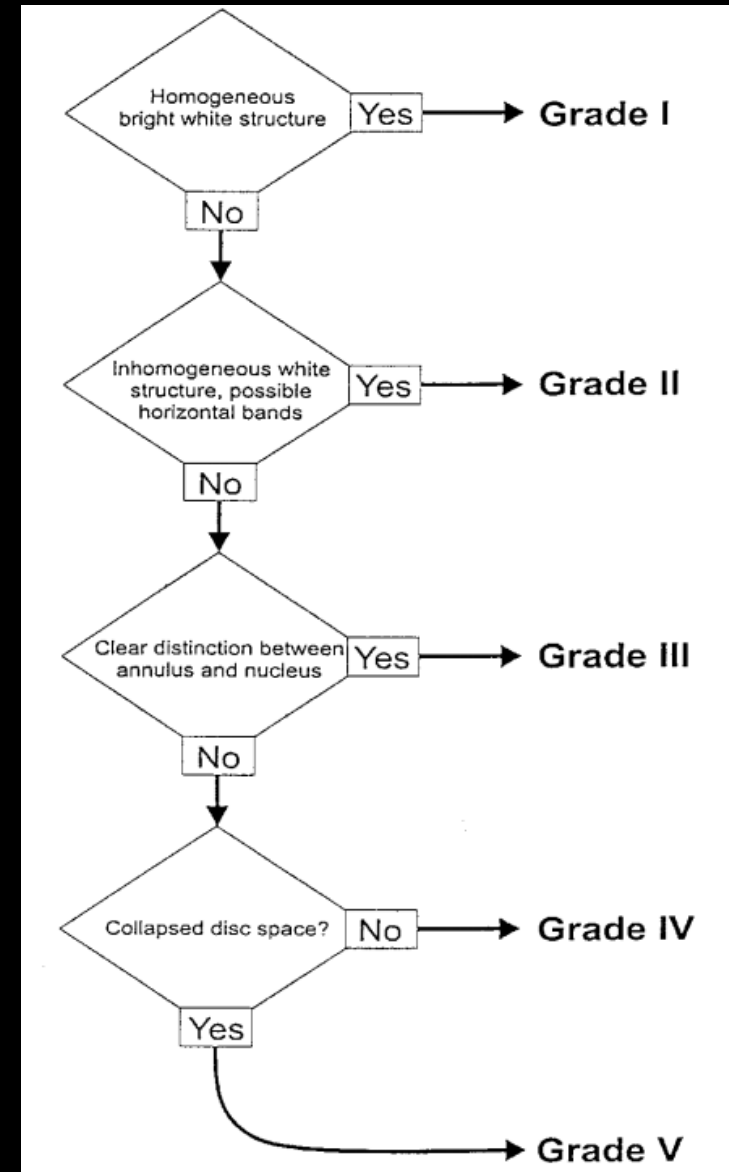 Homogeneous
bright white structure
Yes
Grade I
No
Inhomogeneous white
structure, possible
horizontal bands
Yes
Grade II
No
Clear distinction between
annulus and nucleus
Yes
Grade III
No
Collapsed disc space?
No
Grade IV
Yes
Grade V